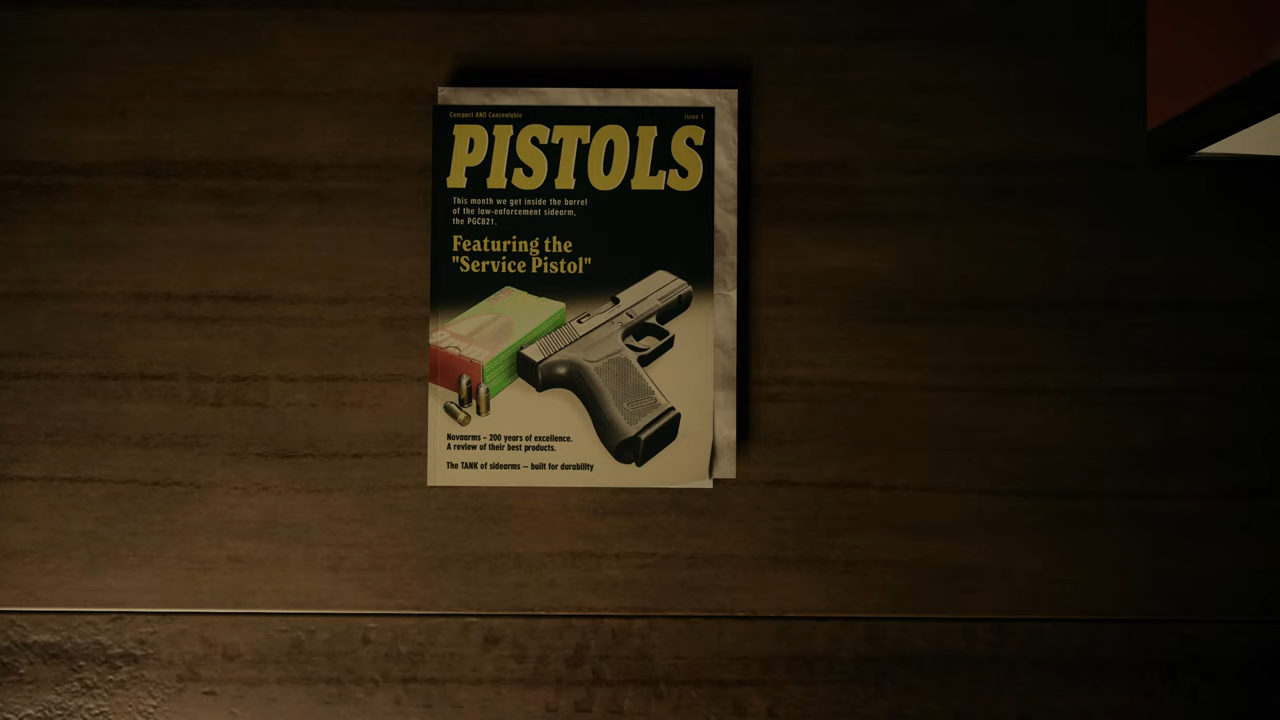 Compact AND Concealable
Issue 1
PISTOLS
This month we get inside the barrel
of the law-enforcement sidearm,
the PGC821.
Featuring the
"Service Pistol"
Novaarms – 200 years of excellence.
A review of their best products.
The TANK of sidearms – built for durability